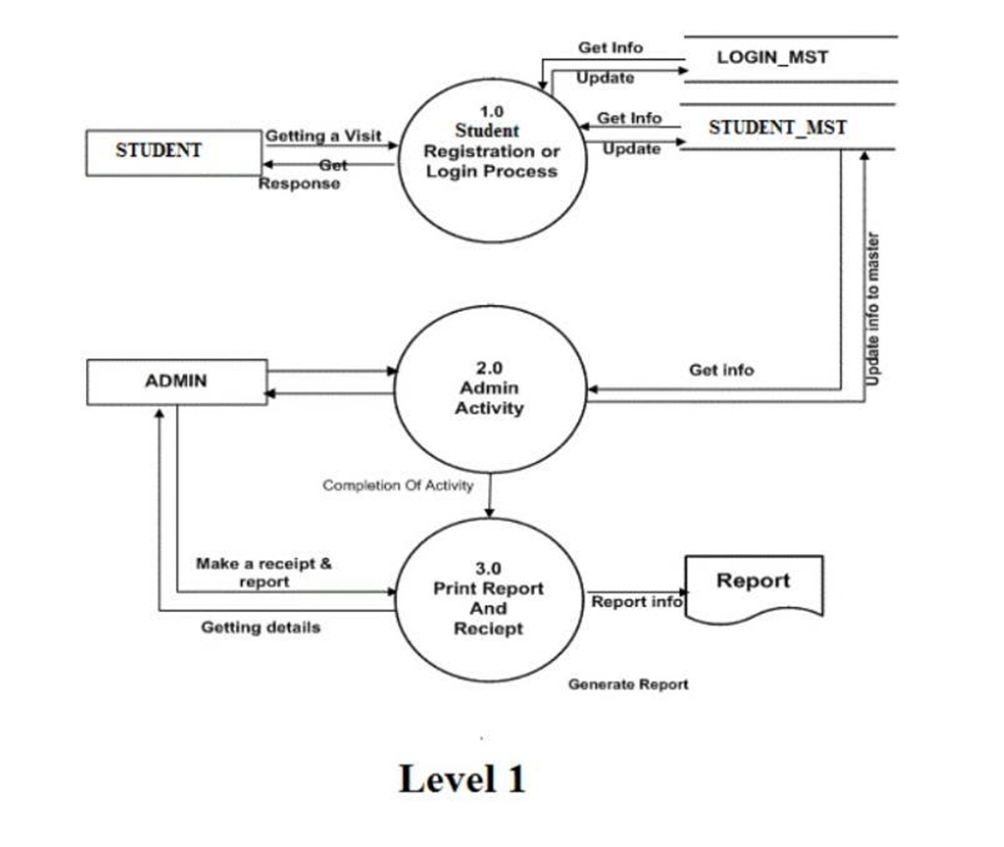 Get Info
LOGIN_MST
Update
1.0
Student
Registration or
Login Process
Get Info
STUDENT_MST
Update
STUDENT
Getting a Visit
Get
Response
Update info to master
2.0
Admin
Activity
Get info
ADMIN
Completion Of Activity
Make a receipt &
report
3.0
Print Report
And
Reciept
Report info
Report
Getting details
Generate Report
Level 1